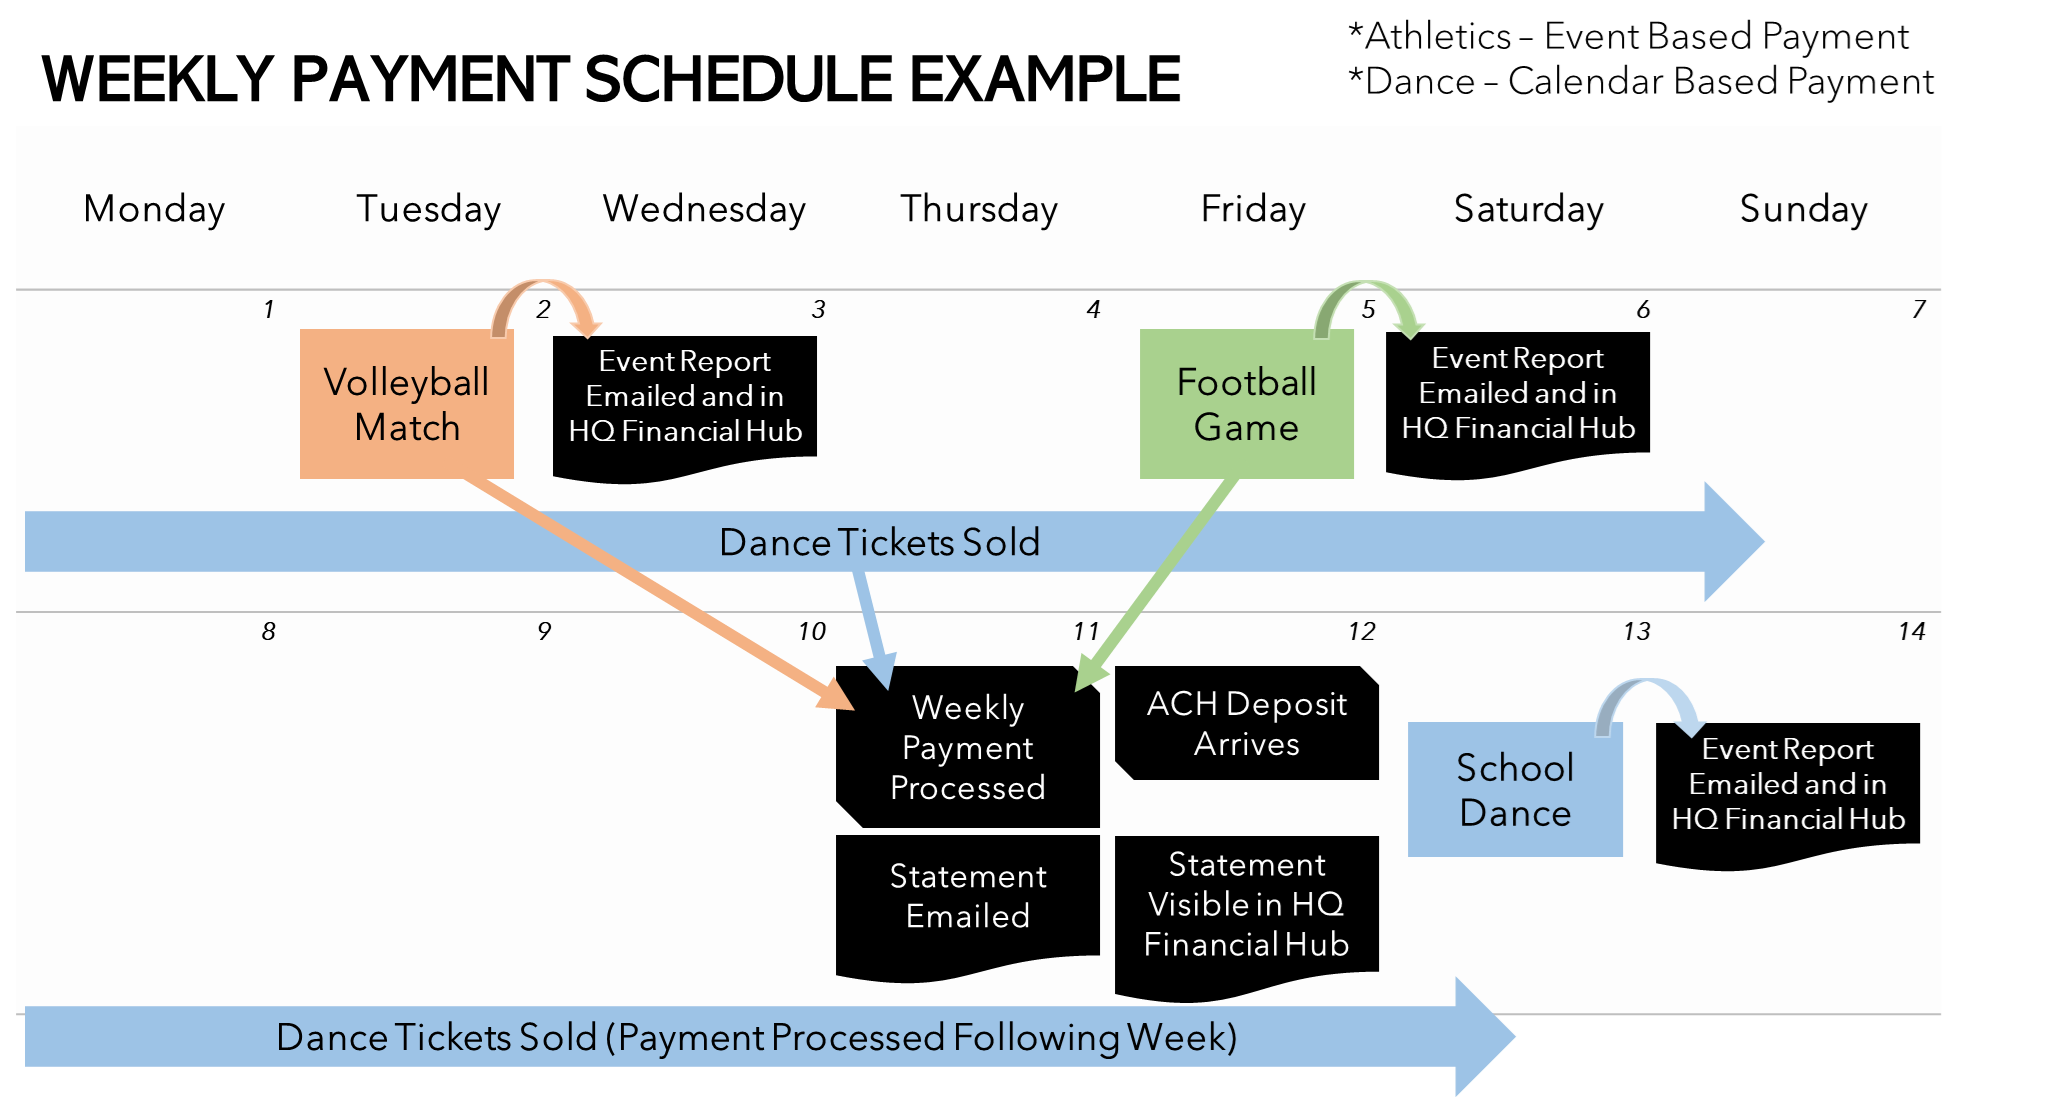 WEEKLY PAYMENT SCHEDULE EXAMPLE
*Athletics – Event Based Payment
*Dance – Calendar Based Payment
Monday Tuesday Wednesday Thursday Friday Saturday Sunday
1 2 3 4 5 6 7
Volleyball
Match
Event Report
Emailed and in
HQ Financial Hub
Football
Game
Event Report
Emailed and in
HQ Financial Hub
Dance Tickets Sold
8 9 10 11 12 13 14
Weekly
Payment
Processed
ACH Deposit
Arrives
School
Dance
Event Report
Emailed and in
HQ Financial Hub
Statement
Emailed
Statement
Visible in HQ
Financial Hub
Dance Tickets Sold (Payment Processed Following Week)